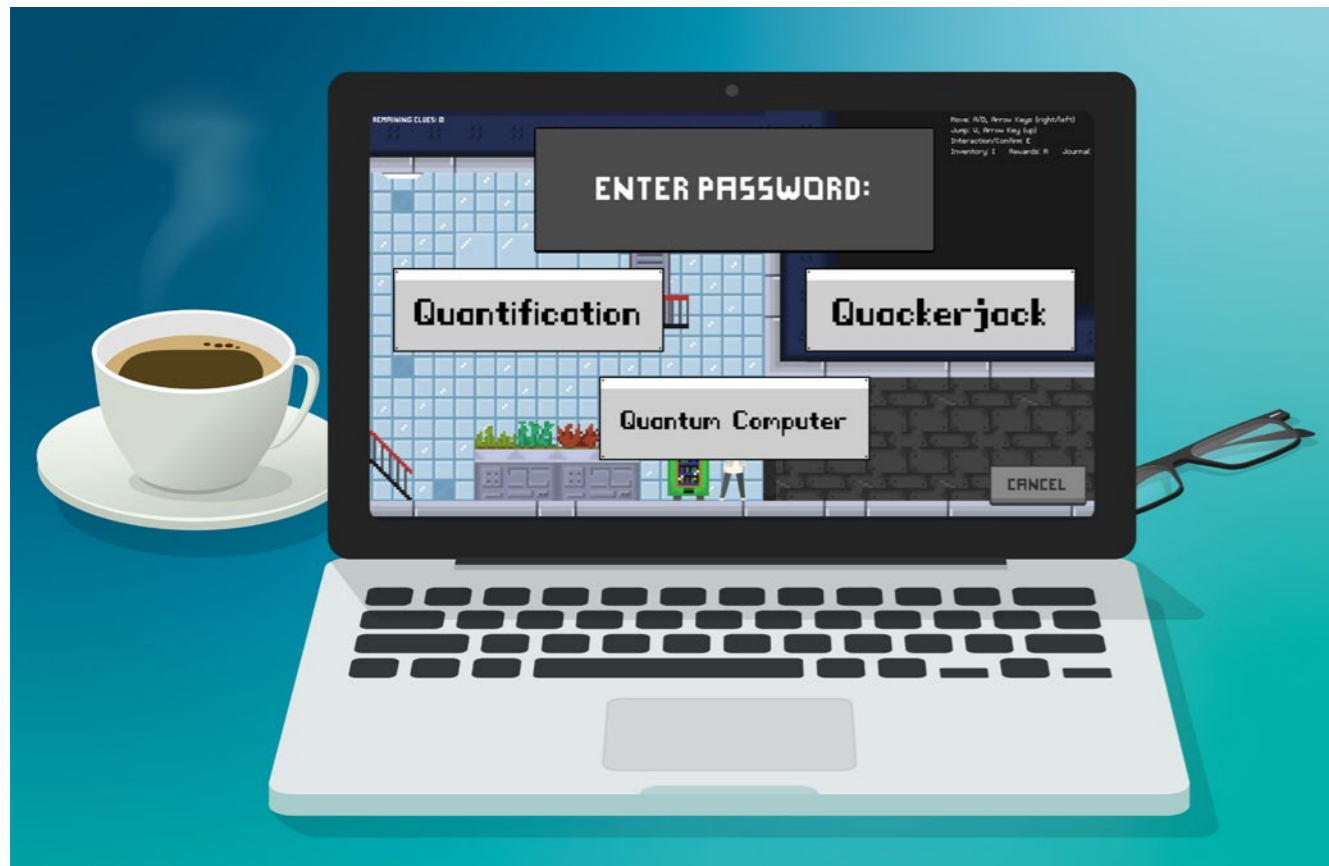 REMAINING CLUES: 0
Move: A/D, Arrow Keys (right/left)
Jump: W, Arrow Key (up)
Interaction/Confirm: E
Inventory: I Rewards: R Journal:
ENTER PASSWORD:
Quantification
Quackerjack
Quantum Computer
CANCEL